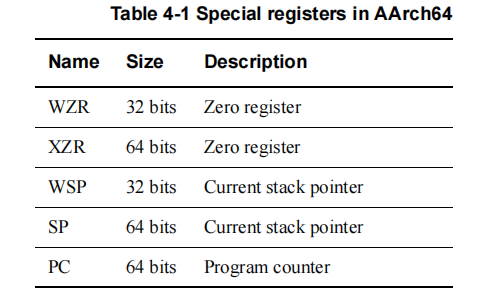 Table 4-1 Special registers in AArch64
Name Size Description
WZR 32 bits Zero register
XZR 64 bits Zero register
WSP 32 bits Current stack pointer
SP 64 bits Current stack pointer
PC 64 bits Program counter